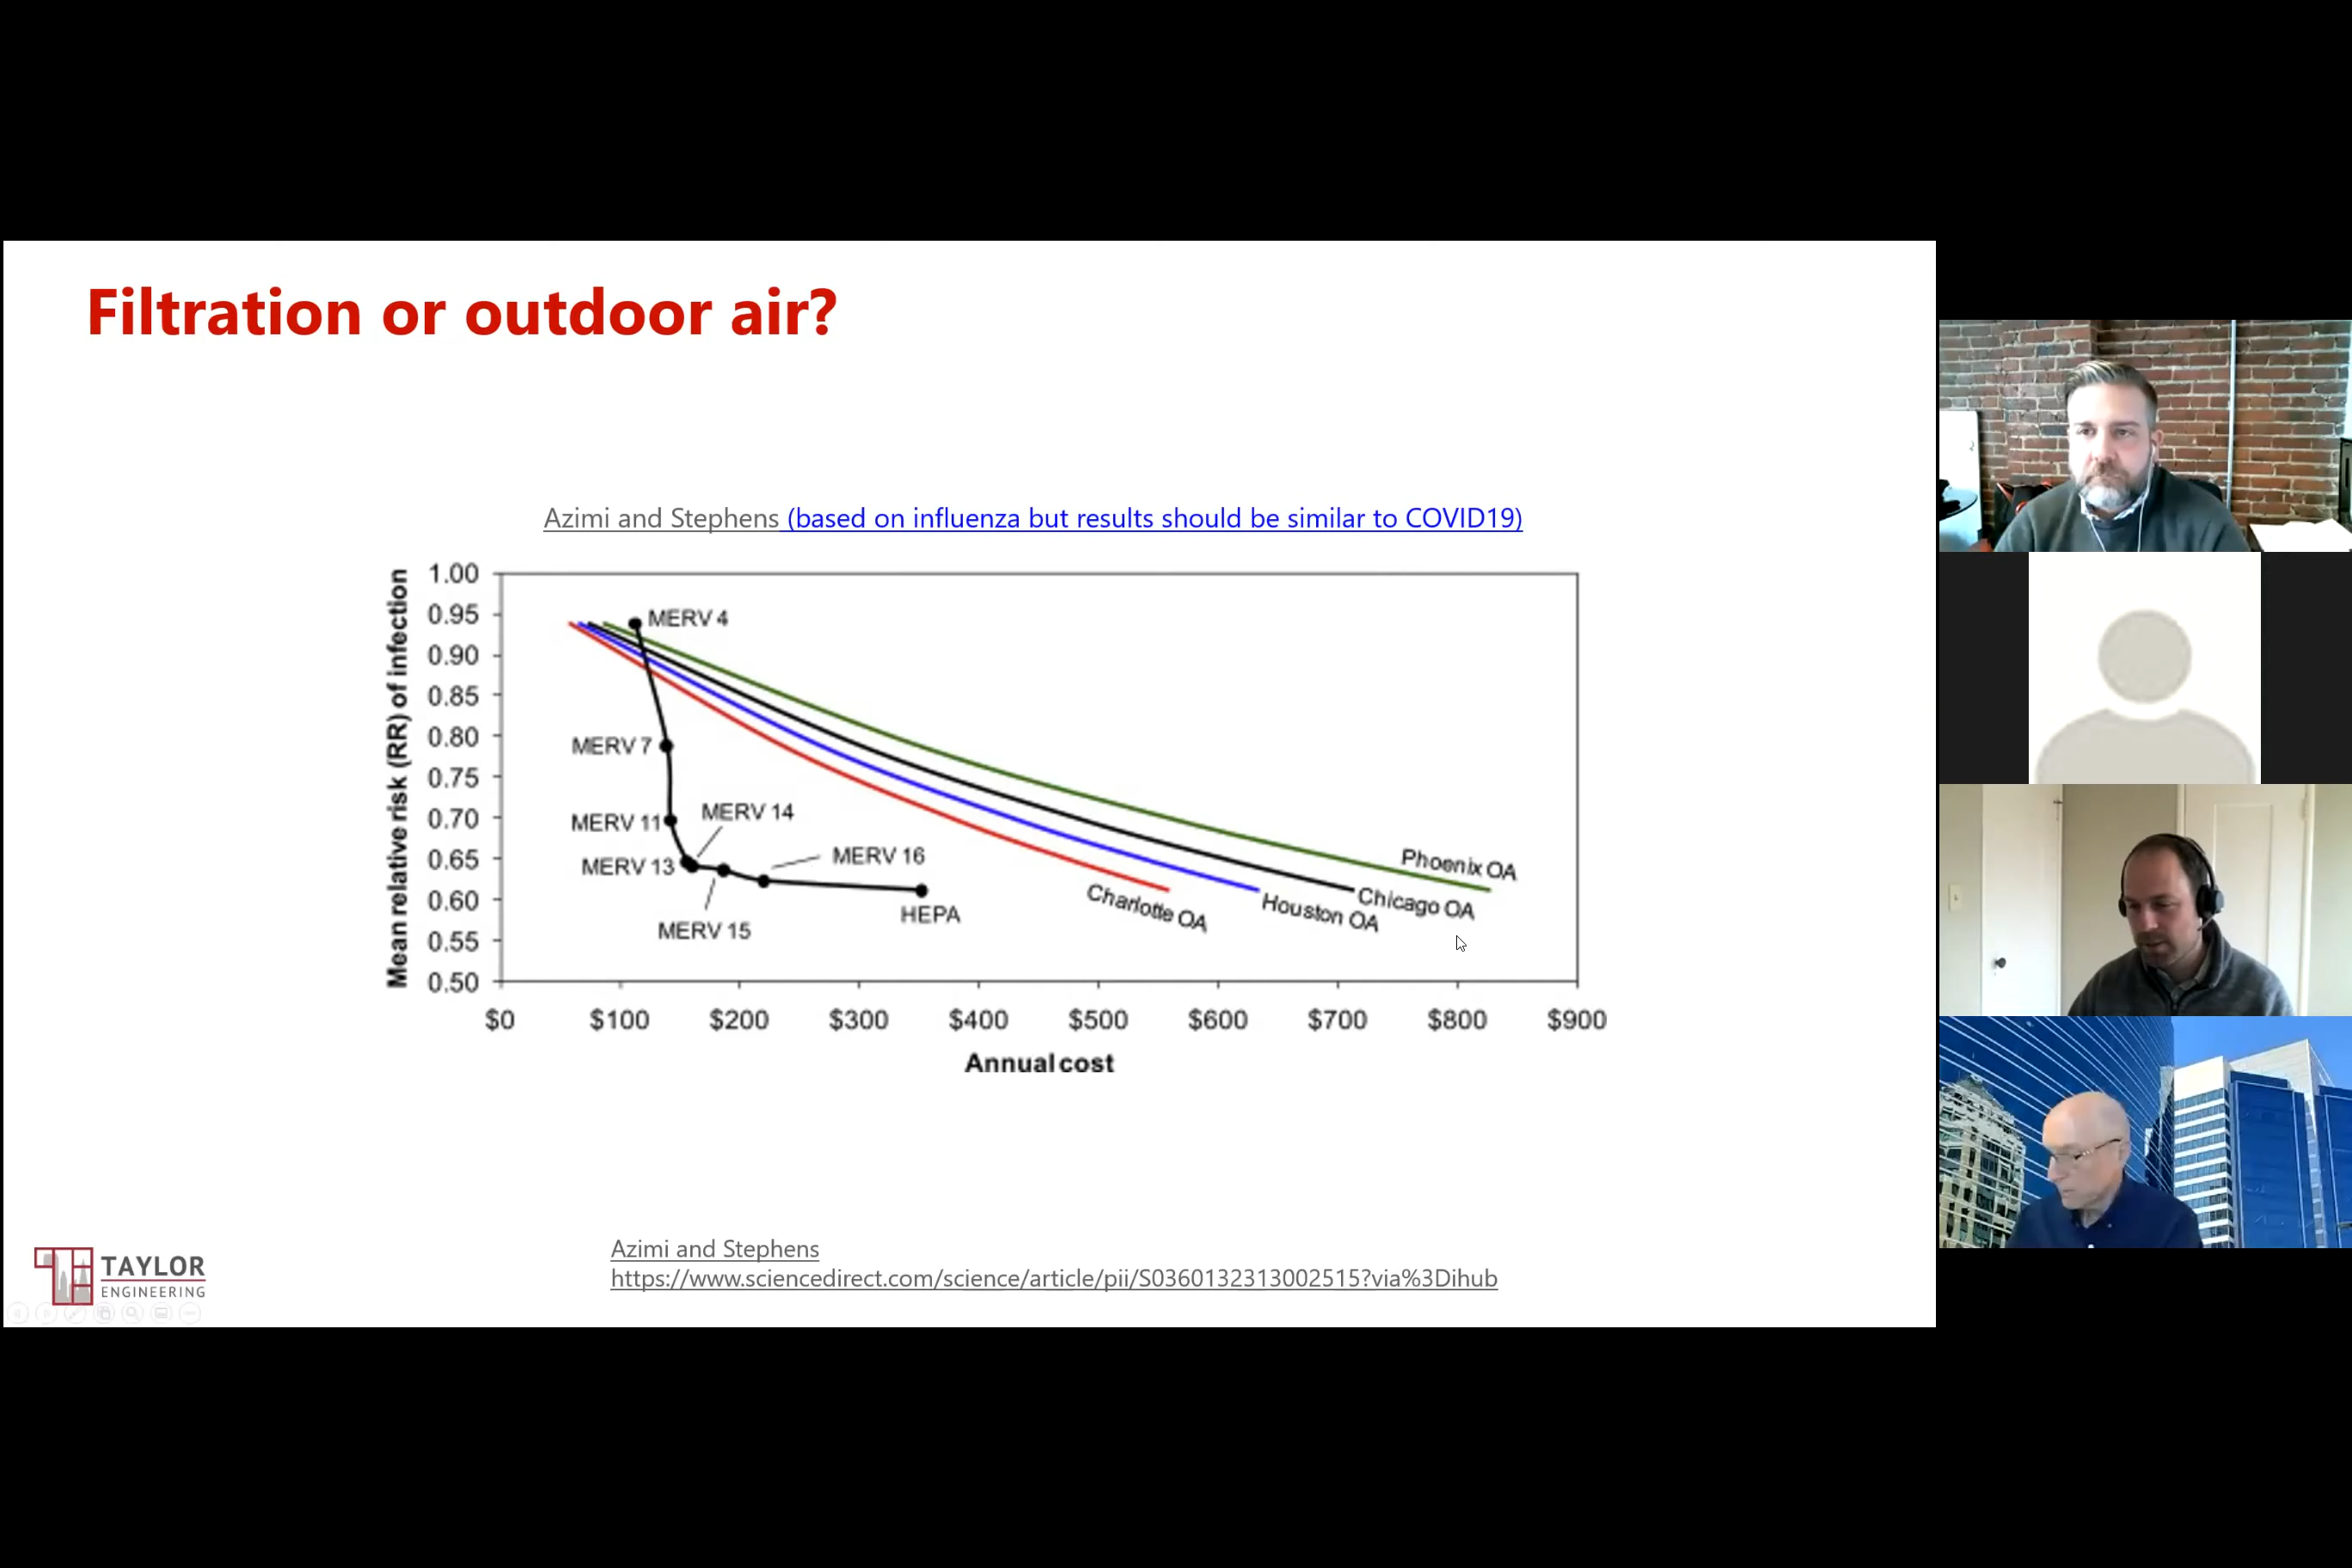 Filtration or outdoor air?
Azimi and Stephens (based on influenza but results should be similar to COVID19)
Mean relative risk (RR) of infection
1.00
0.95
0.90
0.85
0.80
0.75
0.70
0.65
0.60
0.55
0.50
MERV 4
MERV 7
MERV 11
MERV 14
MERV 13
MERV 16
MERV 15
HEPA
Phoenix OA
Charlotte OA
Houston OA
Chicago OA
$0
$100
$200
$300
$400
$500
$600
$700
$800
$900
Annual cost
Azimi and Stephens
https://www.sciencedirect.com/science/article/pii/S0360132313002515?via%3Dihub
TAYLOR
ENGINEERING